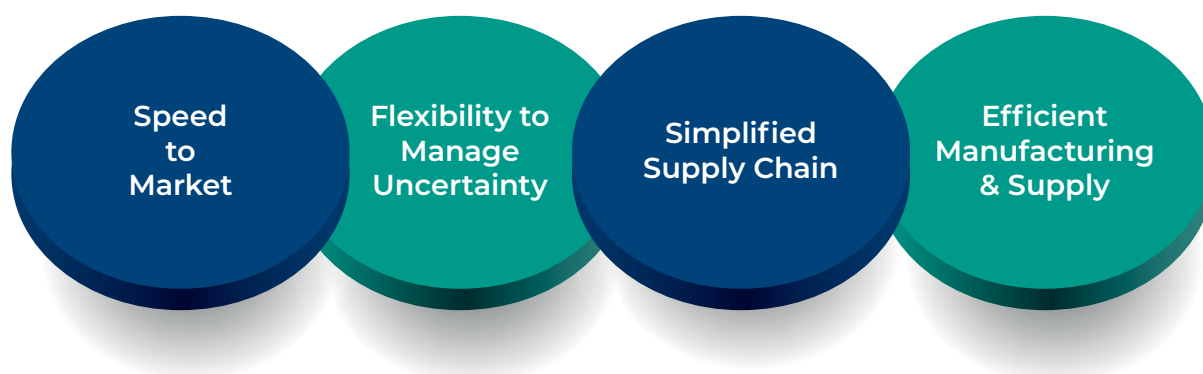 Speed
to
Market
Flexibility to
Manage
Uncertainty
Simplified
Supply Chain
Efficient
Manufacturing
& Supply